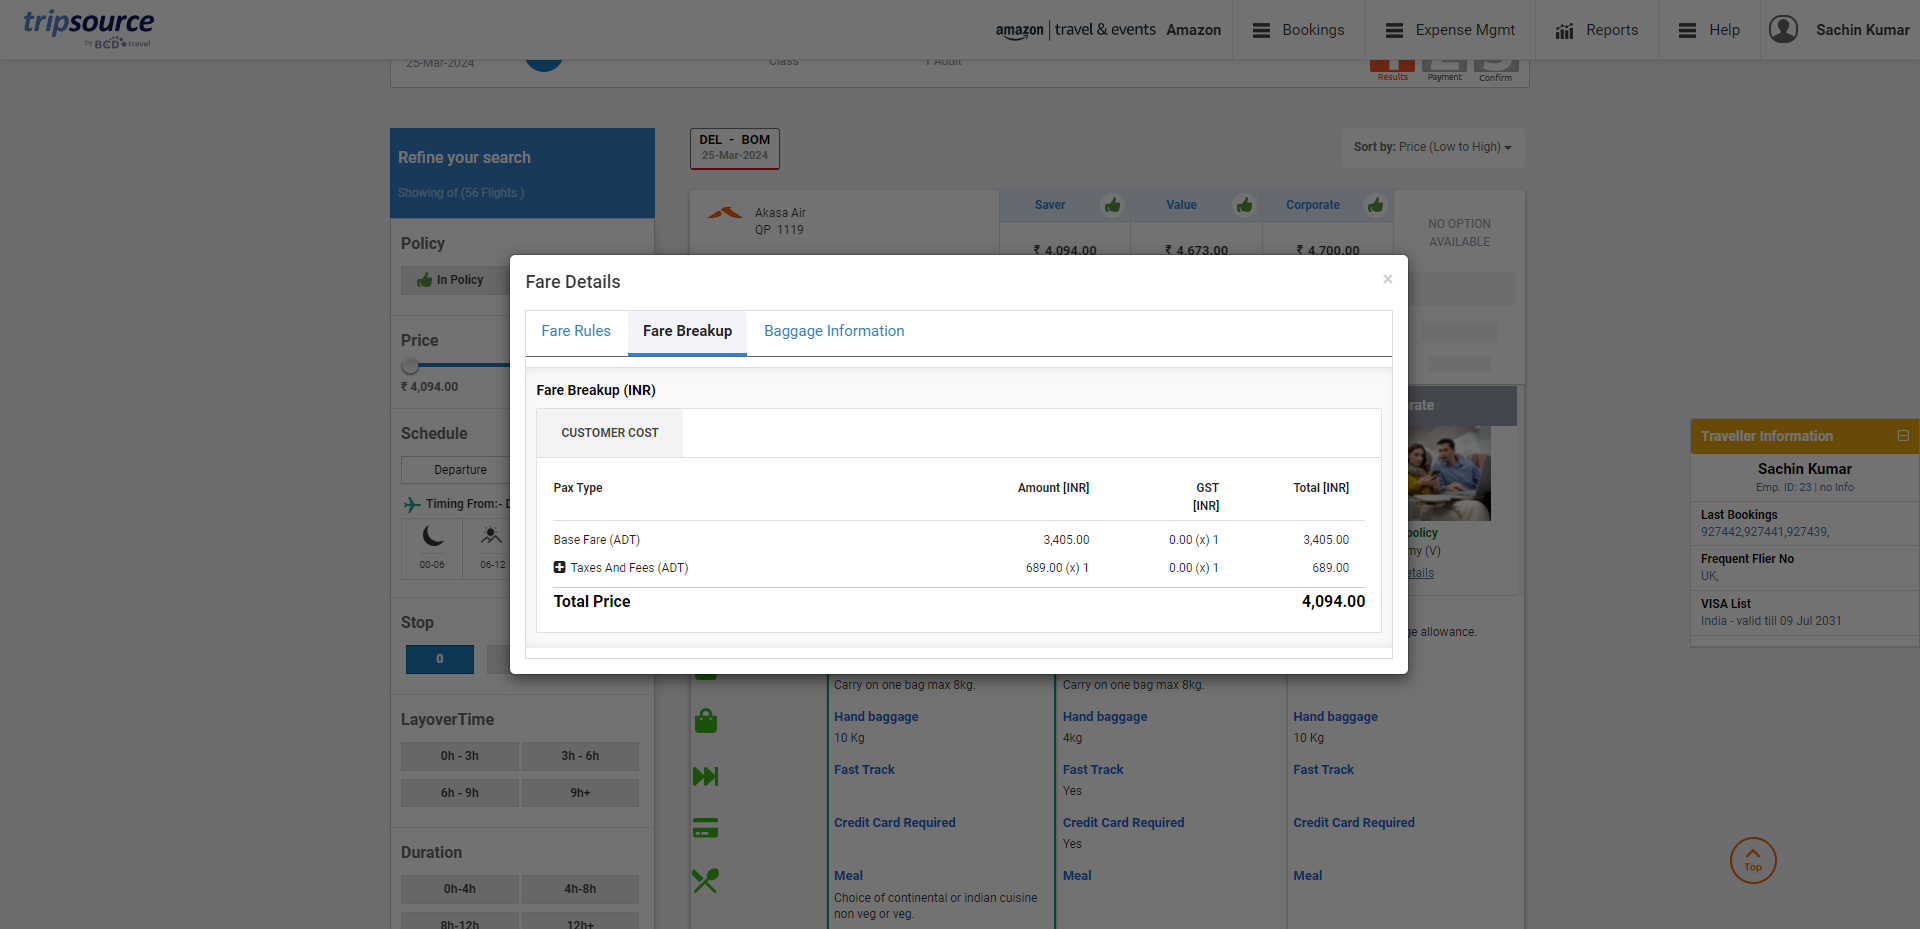 tripsource
by BCD travel
amazon | travel & events Amazon
Bookings
Expense Mgmt
Reports
Help
Sachin Kumar
25-Mar-2024
Class
1 Adult
Results
Payment
Confirm
Refine your search
Showing of (56 Flights )
DEL - BOM
25-Mar-2024
Sort by: Price (Low to High)
Policy
In Policy
Akasa Air
QP 1119
Saver
Value
Corporate
₹ 4,094.00
₹ 4,673.00
₹ 4,700.00
NO OPTION
AVAILABLE
Price
₹ 4,094.00
Schedule
Departure
Timing From:- D
00-06
06-12
Stop
0
LayoverTime
0h - 3h
3h - 6h
6h - 9h
9h+
Duration
0h-4h
4h-8h
8h-12h
12h+
Fare Details
×
Fare Rules
Fare Breakup
Baggage Information
Fare Breakup (INR)
CUSTOMER COST
Pax Type
Amount [INR]
GST
[INR]
Total [INR]
Base Fare (ADT)
3,405.00
0.00 (x) 1
3,405.00
Taxes And Fees (ADT)
689.00 (x) 1
0.00 (x) 1
689.00
Total Price
4,094.00
rate
policy
my (V)
etails
ge allowance.
Carry on one bag max 8kg.
Carry on one bag max 8kg.
Hand baggage
Hand baggage
Hand baggage
10 Kg
4kg
10 Kg
Fast Track
Fast Track
Fast Track
Yes
Credit Card Required
Credit Card Required
Credit Card Required
Yes
Meal
Meal
Meal
Choice of continental or indian cuisine
non veg or veg.
Traveller Information
Sachin Kumar
Emp. ID: 23 | no Info
Last Bookings
927442,927441,927439,
Frequent Flier No
UK,
VISA List
India - valid till 09 Jul 2031
Top